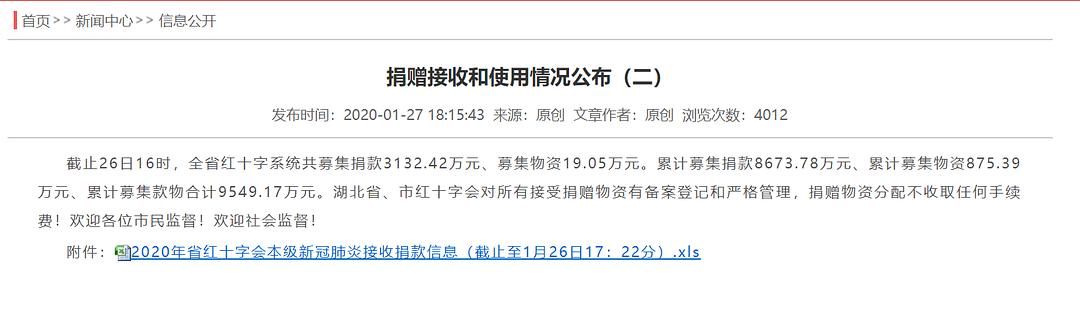 首页>> 新闻中心>> 信息公开
捐赠接收和使用情况公布（二）
发布时间：2020-01-27 18:15:43 来源：原创 文章作者：原创 浏览次数：4012
截止26日16时，全省红十字系统共募集捐款3132.42万元、募集物资19.05万元。累计募集捐款8673.78万元、累计募集物资875.39
万元、累计募集款物合计9549.17万元。湖北省、市红十字会对所有接受捐赠物资有备案登记和严格管理，捐赠物资分配不收取任何手续
费！欢迎各位市民监督！欢迎社会监督！
附件：2020年省红十字会本级新冠肺炎接收捐款信息（截止至1月26日17：22分）.xls